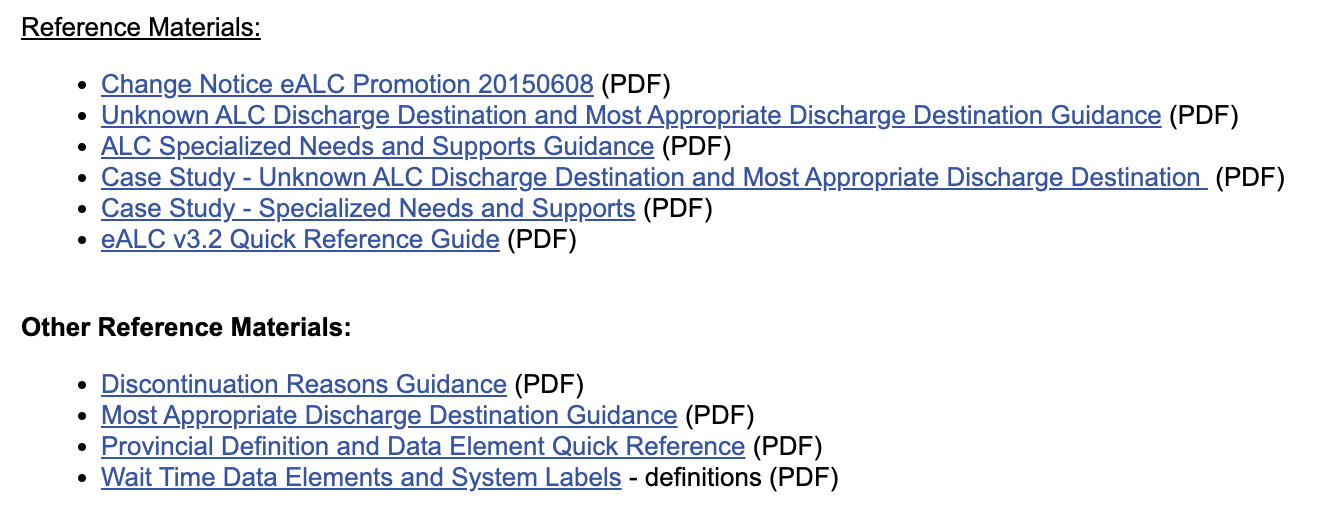 Reference Materials:
• Change Notice eALC Promotion 20150608 (PDF)
• Unknown ALC Discharge Destination and Most Appropriate Discharge Destination Guidance (PDF)
• ALC Specialized Needs and Supports Guidance (PDF)
• Case Study - Unknown ALC Discharge Destination and Most Appropriate Discharge Destination (PDF)
• Case Study - Specialized Needs and Supports (PDF)
• eALC v3.2 Quick Reference Guide (PDF)
Other Reference Materials:
• Discontinuation Reasons Guidance (PDF)
• Most Appropriate Discharge Destination Guidance (PDF)
• Provincial Definition and Data Element Quick Reference (PDF)
• Wait Time Data Elements and System Labels - definitions (PDF)